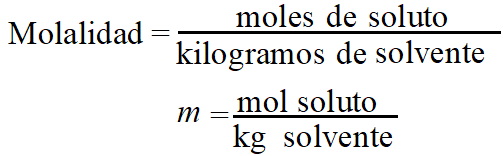 Molalidad = moles de soluto / kilogramos de solvente
m = mol soluto / kg solvente